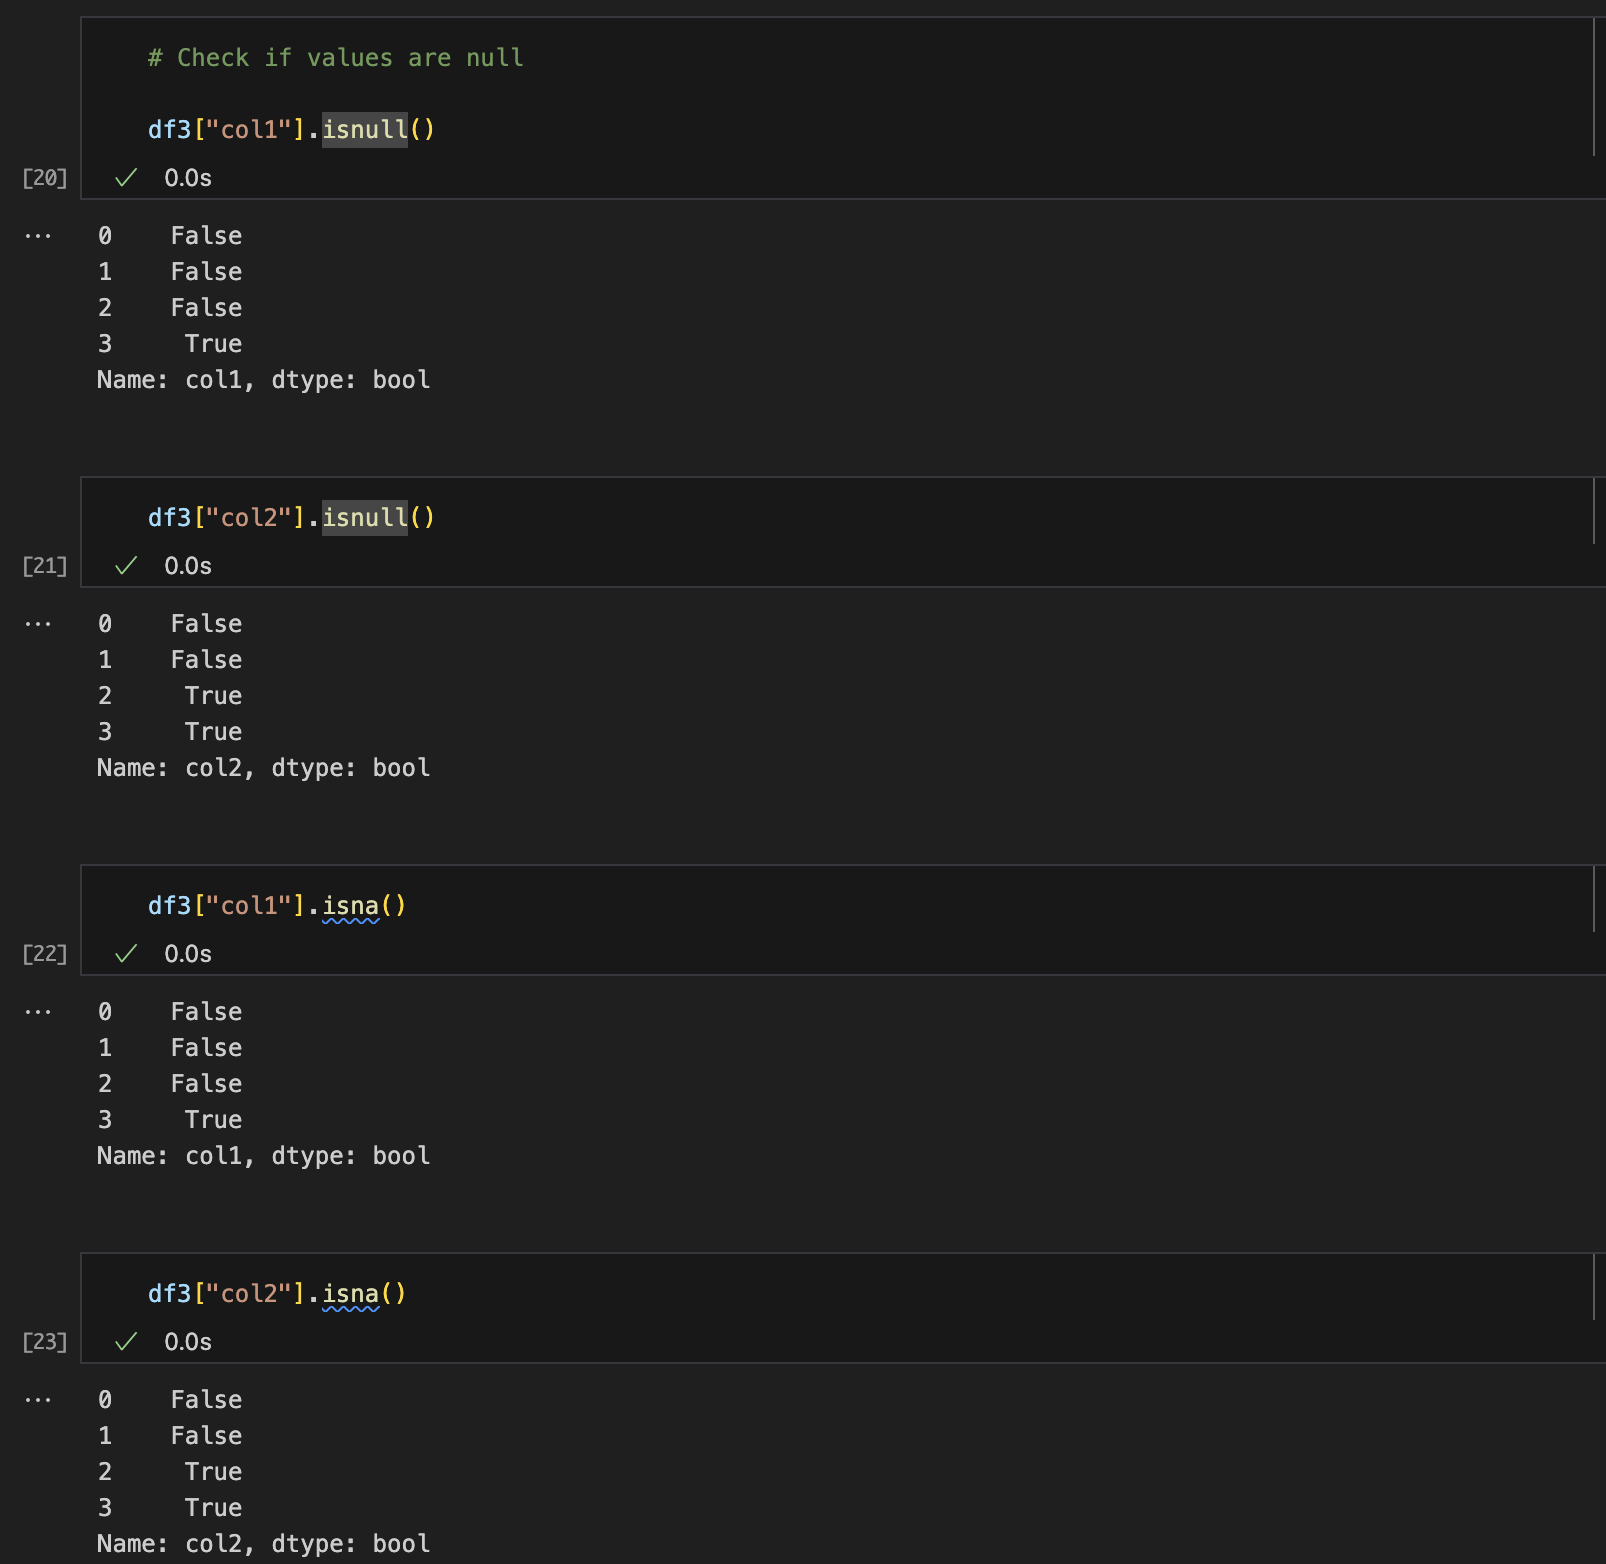 # Check if values are null
df3["col1"].isnull()
[20] ✓ 0.0s
... 0    False
1    False
2    False
3     True
Name: col1, dtype: bool
df3["col2"].isnull()
[21] ✓ 0.0s
... 0    False
1    False
2     True
3     True
Name: col2, dtype: bool
df3["col1"].isna()
[22] ✓ 0.0s
... 0    False
1    False
2    False
3     True
Name: col1, dtype: bool
df3["col2"].isna()
[23] ✓ 0.0s
... 0    False
1    False
2     True
3     True
Name: col2, dtype: bool